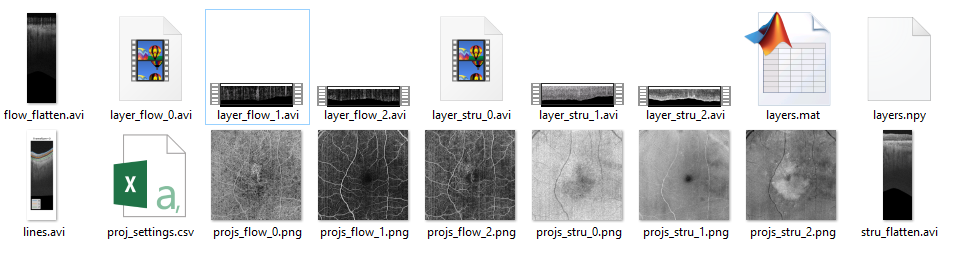 flow_flatten.avi
layer_flow_0.avi
layer_flow_1.avi
layer_flow_2.avi
layer_stru_0.avi
layer_stru_1.avi
layer_stru_2.avi
layers.mat
layers.npy
lines.avi
X
a,
proj_settings.csv
projs_flow_0.png
projs_flow_1.png
projs_flow_2.png
projs_stru_0.png
projs_stru_1.png
projs_stru_2.png
stru_flatten.avi